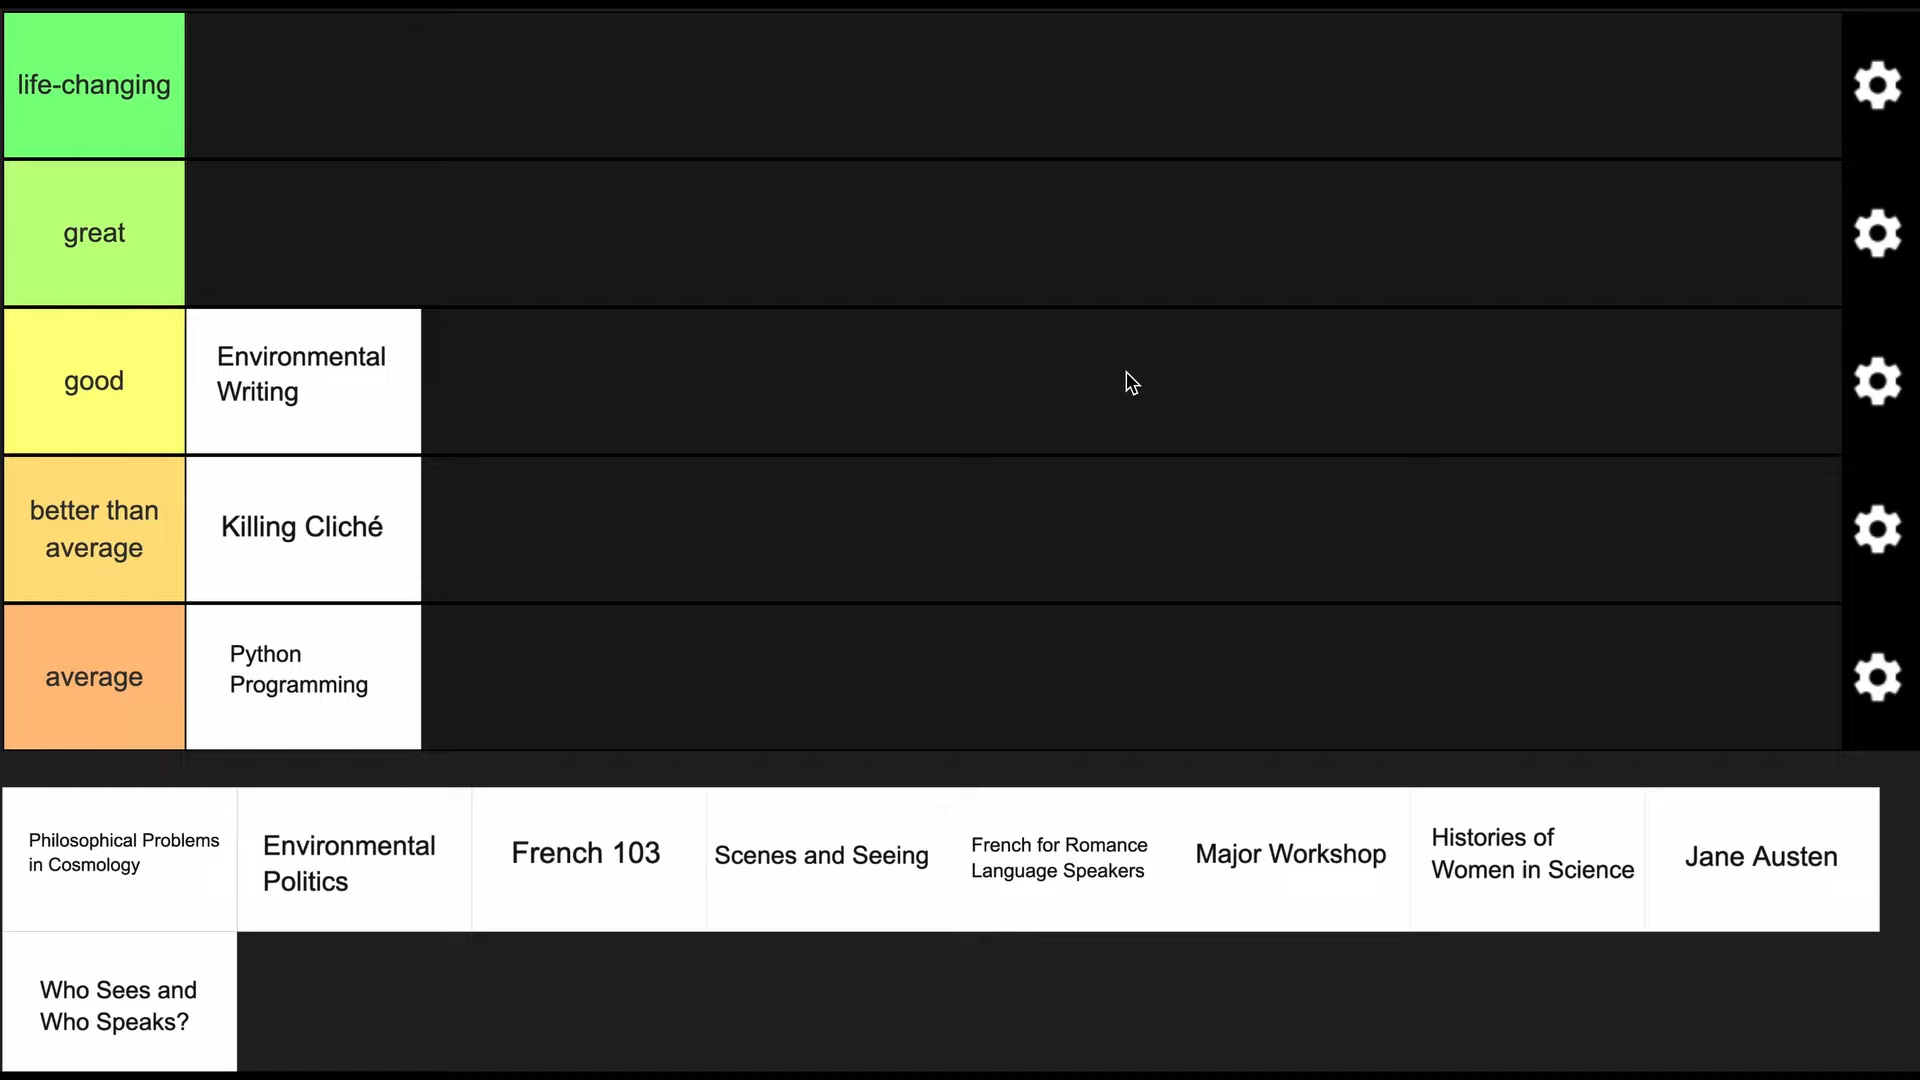 life-changing
great
good
Environmental
Writing
better than
average
Killing Cliché
average
Python
Programming
Philosophical Problems
in Cosmology
Environmental
Politics
French 103
Scenes and Seeing
French for Romance
Language Speakers
Major Workshop
Histories of
Women in Science
Jane Austen
Who Sees and
Who Speaks?